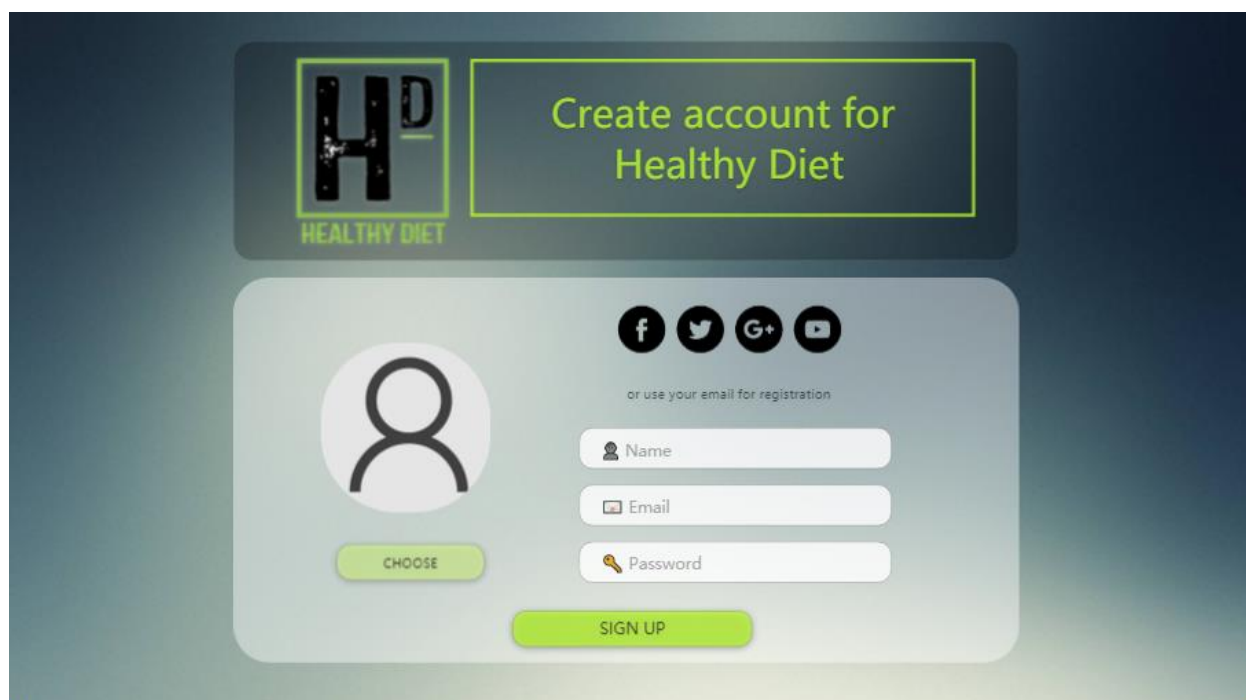 HD
HEALTHY DIET
Create account for
Healthy Diet
or use your email for registration
Name
Email
Password
CHOOSE
SIGN UP